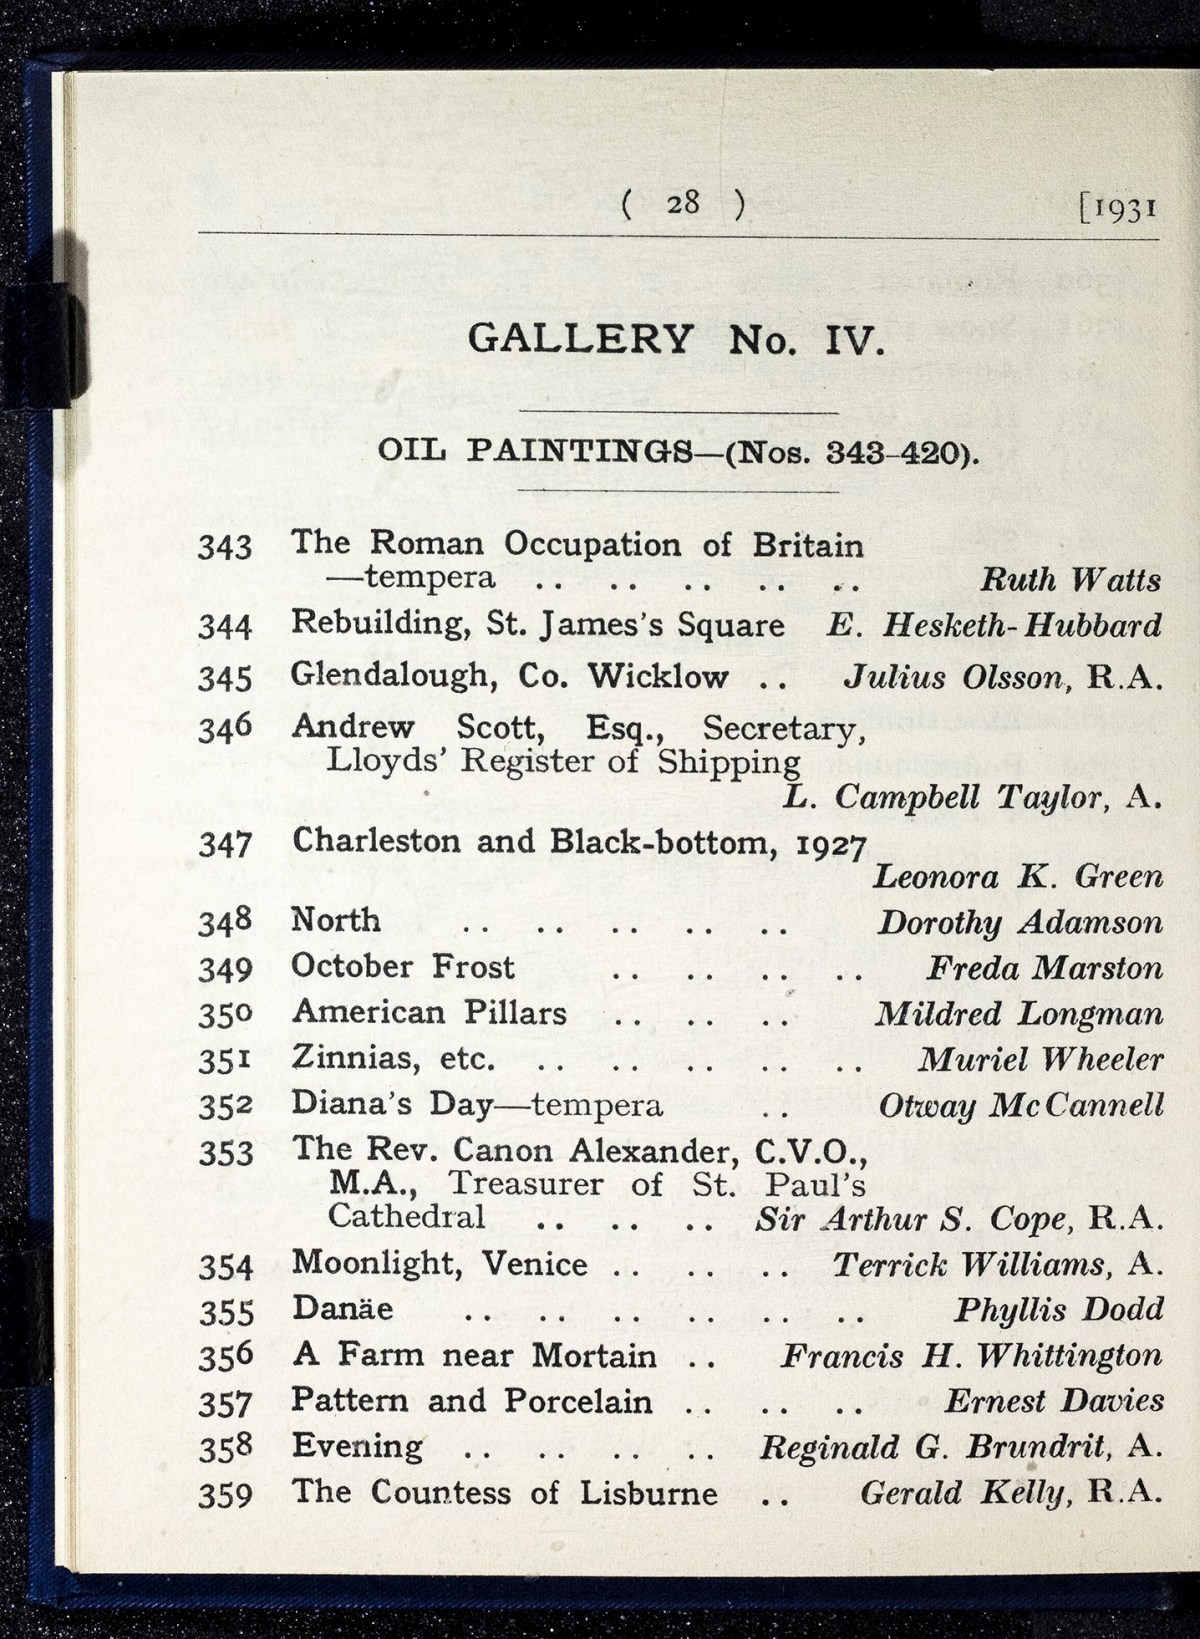 ( 28 ) [1931
GALLERY No. IV.
OIL PAINTINGS—(Nos. 343–420).
343 The Roman Occupation of Britain
—tempera .. .. .. .. .. Ruth Watts
344 Rebuilding, St. James's Square E. Hesketh-Hubbard
345 Glendalough, Co. Wicklow .. Julius Olsson, R.A.
346 Andrew Scott, Esq., Secretary,
Lloyds' Register of Shipping
L. Campbell Taylor, A.
347 Charleston and Black-bottom, 1927
Leonora K. Green
348 North .. .. .. .. .. Dorothy Adamson
349 October Frost .. .. .. .. Freda Marston
350 American Pillars .. .. .. Mildred Longman
351 Zinnias, etc. .. .. .. .. .. Muriel Wheeler
352 Diana's Day—tempera .. Otway McCannell
353 The Rev. Canon Alexander, C.V.O.,
M.A., Treasurer of St. Paul's
Cathedral .. .. .. Sir Arthur S. Cope, R.A.
354 Moonlight, Venice .. .. .. Terrick Williams, A.
355 Danäe .. .. .. .. .. .. Phyllis Dodd
356 A Farm near Mortain .. Francis H. Whittington
357 Pattern and Porcelain .. .. .. Ernest Davies
358 Evening .. .. .. .. Reginald G. Brundrit, A.
359 The Countess of Lisburne .. Gerald Kelly, R.A.